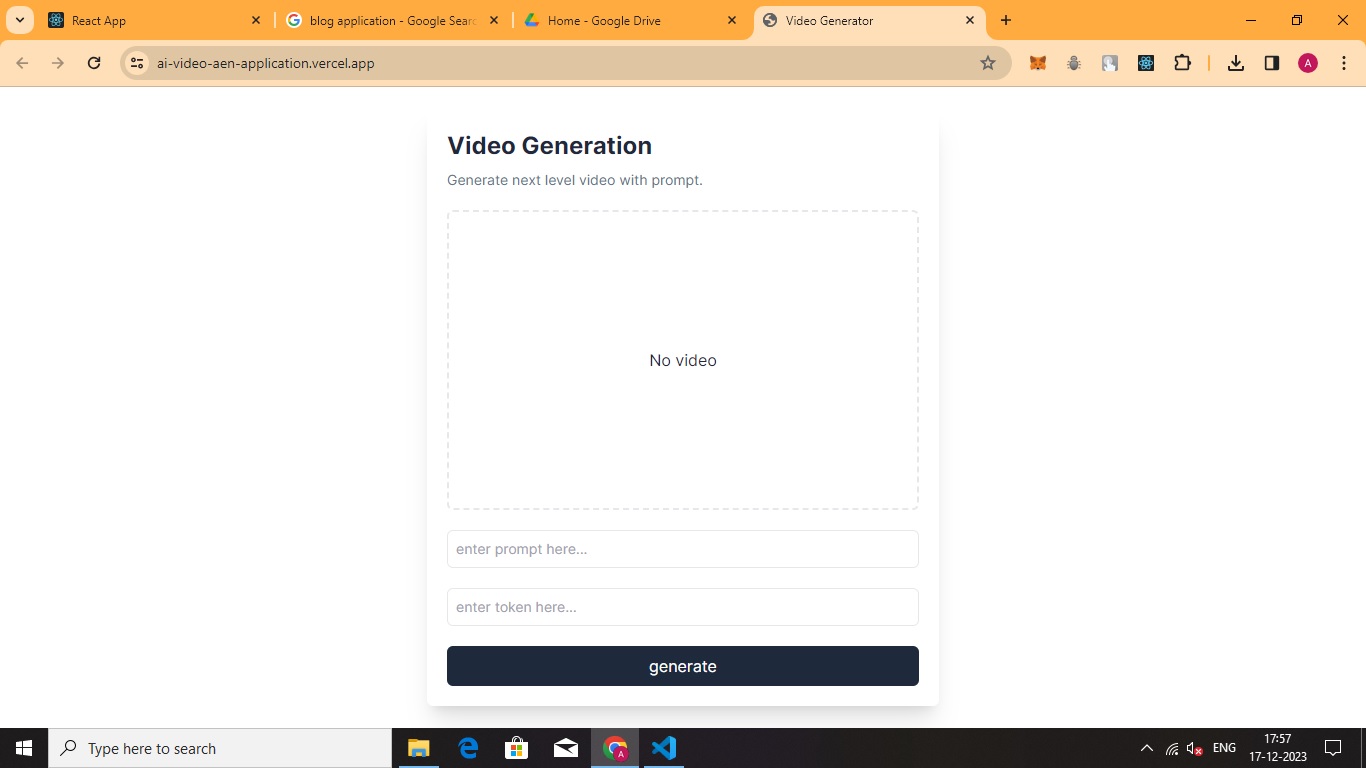 React App
blog application - Google Sear
Home - Google Drive
Video Generator
ai-video-aen-application.vercel.app
A
Video Generation
Generate next level video with prompt.
No video
enter prompt here...
enter token here...
generate
Type here to search
A
ENG
17:57
17-12-2023